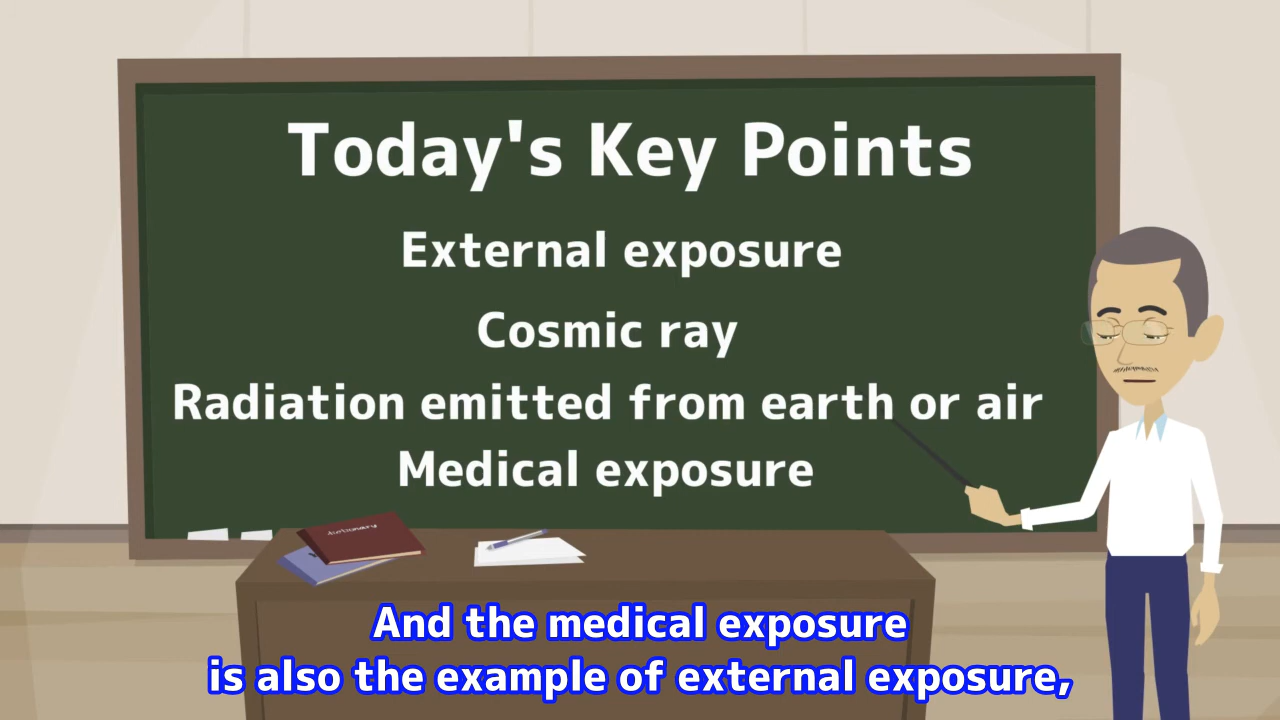 Today's Key Points
External exposure
Cosmic ray
Radiation emitted from earth or air
Medical exposure
dictionary
And the medical exposure
is also the example of external exposure,